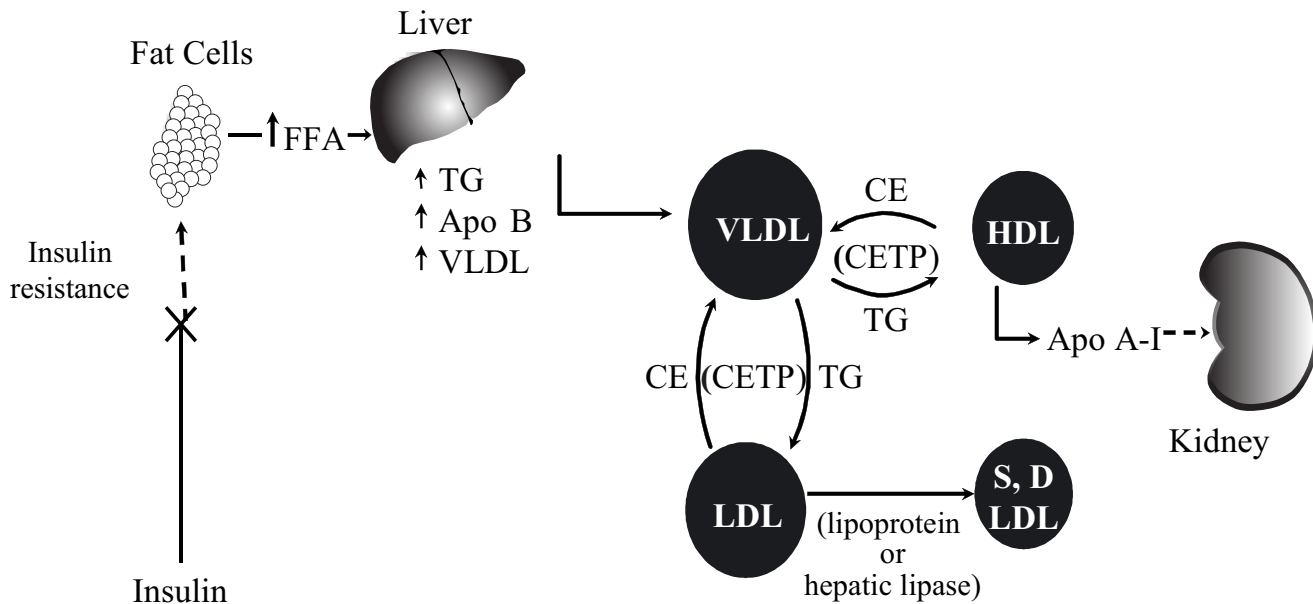 Liver
Fat Cells
↑ FFA
↑ TG
↑ Apo B
↑ VLDL
Insulin
resistance
Insulin
VLDL
CE
(CETP)
TG
HDL
Apo A-I
Kidney
CE (CETP) TG
LDL
(lipoprotein
or
hepatic lipase)
S, D
LDL